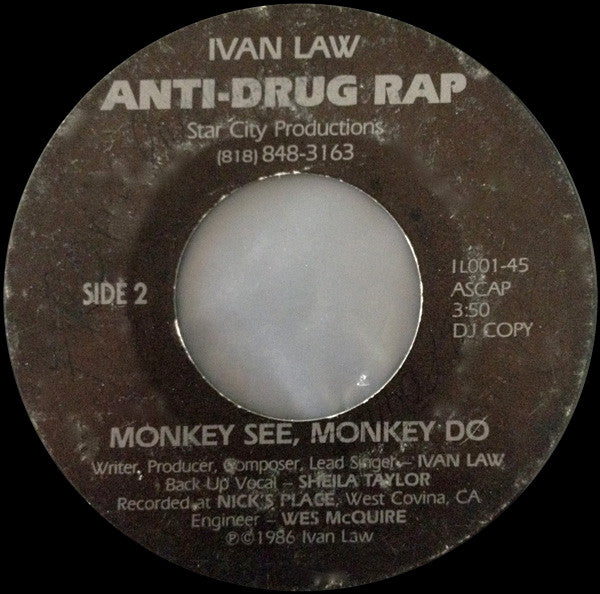 IVAN LAW
ANTI-DRUG RAP
Star City Productions
(818) 848-3163
SIDE 2
IL001-45
ASCAP
3:50
DJ COPY
MONKEY SEE, MONKEY DO
Writer, Producer, Composer, Lead Singer – IVAN LAW
Back Up Vocal – SHEILA TAYLOR
Recorded at NICK'S PLACE, West Covina, CA
Engineer – WES McQUIRE
℗©1986 Ivan Law